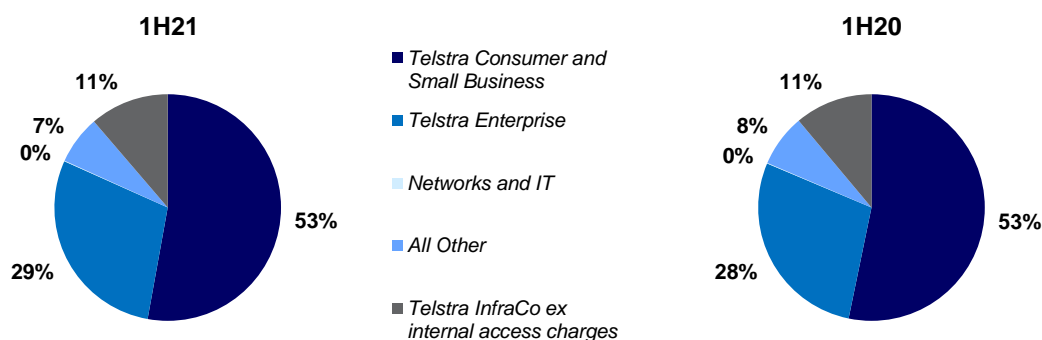 1H21
11%
7%
0%
29%
53%
Telstra Consumer and
Small Business
Telstra Enterprise
Networks and IT
All Other
Telstra InfraCo ex
internal access charges
1H20
11%
8%
0%
28%
53%